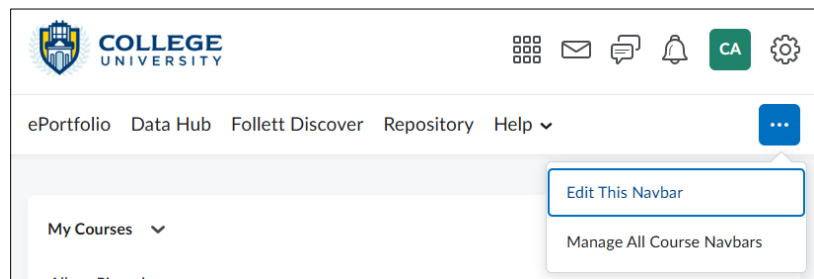 COLLEGE
UNIVERSITY
CA
ePortfolio Data Hub Follett Discover Repository Help
Edit This Navbar
My Courses
Manage All Course Navbars